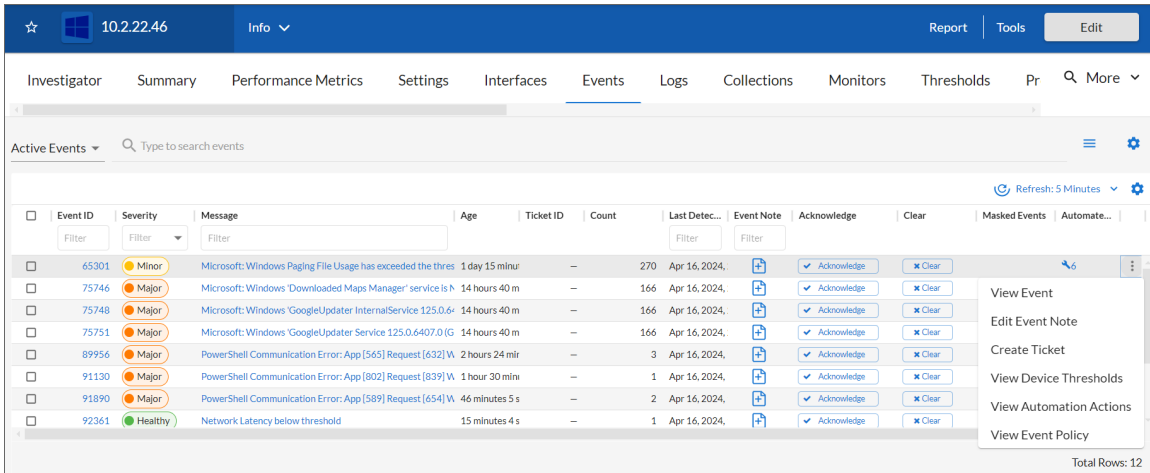 10.2.22.46 Info Report Tools Edit
Investigator Summary Performance Metrics Settings Interfaces Events Logs Collections Monitors Thresholds Pr More
Active Events Type to search events
Refresh: 5 Minutes
Event ID Severity Message Age Ticket ID Count Last Detec... Event Note Acknowledge Clear Masked Events Automate...
Filter Filter Filter Filter Filter
65301 Minor Microsoft: Windows Paging File Usage has exceeded the thres 1 day 15 minut — 270 Apr 16, 2024, Acknowledge Clear 6
75746 Major Microsoft: Windows 'Downloaded Maps Manager' service is N 14 hours 40 m — 166 Apr 16, 2024, Acknowledge Clear
75748 Major Microsoft: Windows 'GoogleUpdater InternalService 125.0.64 14 hours 40 m — 166 Apr 16, 2024, Acknowledge Clear
75751 Major Microsoft: Windows 'GoogleUpdater Service 125.0.6407.0 (G 14 hours 40 m — 166 Apr 16, 2024, Acknowledge Clear
89956 Major PowerShell Communication Error: App [565] Request [632] W 2 hours 24 mir — 3 Apr 16, 2024, Acknowledge Clear
91130 Major PowerShell Communication Error: App [802] Request [839] W 1 hour 30 minu — 1 Apr 16, 2024, Acknowledge Clear
91890 Major PowerShell Communication Error: App [589] Request [654] W 46 minutes 5 s — 2 Apr 16, 2024, Acknowledge Clear
92361 Healthy Network Latency below threshold 15 minutes 4 s — 1 Apr 16, 2024, Acknowledge Clear
View Event
Edit Event Note
Create Ticket
View Device Thresholds
View Automation Actions
View Event Policy
Total Rows: 12